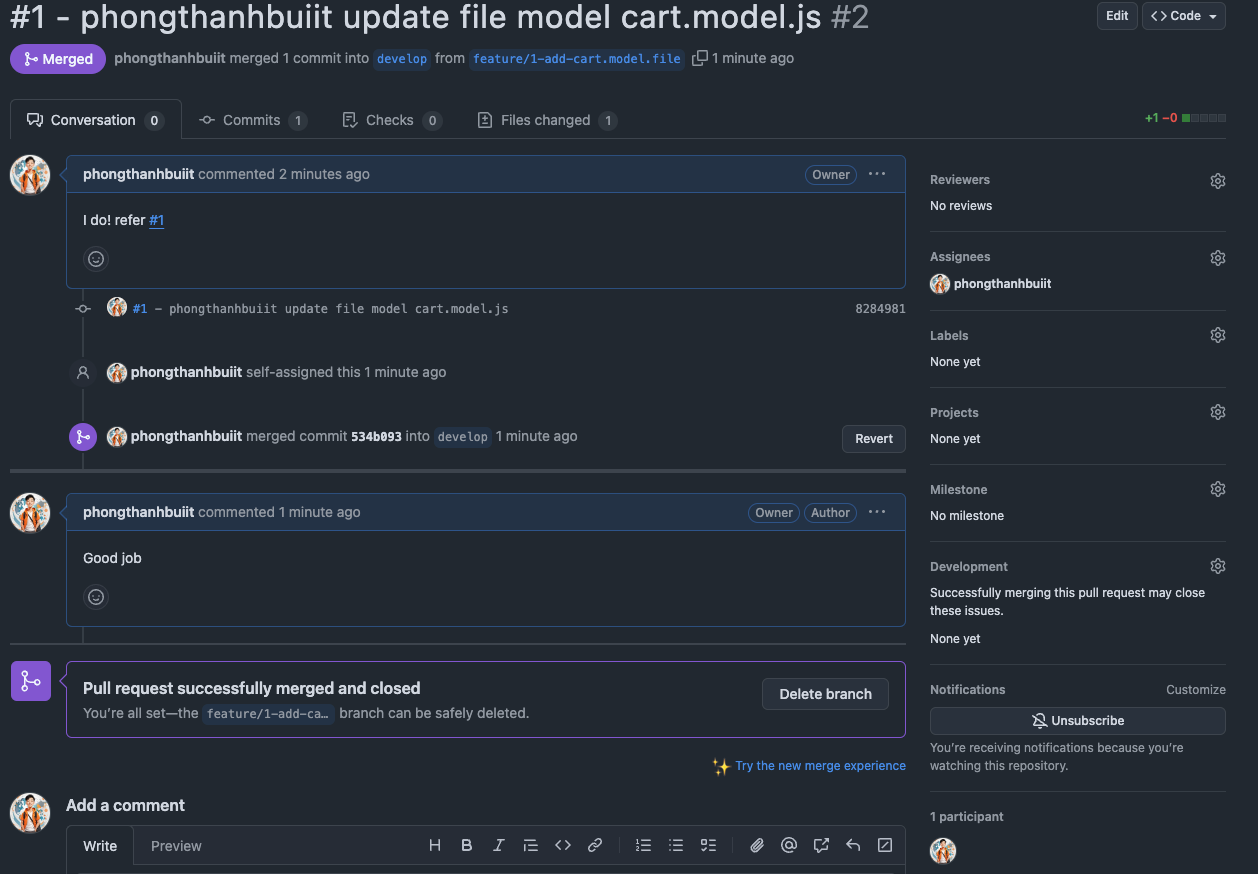 #1 - phongthanhbuiit update file model cart.model.js #2
Edit
Code
Merged
phongthanhbuiit merged 1 commit into develop from feature/1-add-cart.model.file 1 minute ago
Conversation 0
Commits 1
Checks 0
Files changed 1
+1 −0
phongthanhbuiit commented 2 minutes ago
Owner
I do! refer #1
#1 - phongthanhbuiit update file model cart.model.js
8284981
phongthanhbuiit self-assigned this 1 minute ago
phongthanhbuiit merged commit 534b093 into develop 1 minute ago
Revert
phongthanhbuiit commented 1 minute ago
Owner
Author
Good job
Pull request successfully merged and closed
You're all set—the feature/1-add-ca… branch can be safely deleted.
Delete branch
Try the new merge experience
Add a comment
Write
Preview
Reviewers
No reviews
Assignees
phongthanhbuiit
Labels
None yet
Projects
None yet
Milestone
No milestone
Development
Successfully merging this pull request may close
these issues.
None yet
Notifications
Customize
Unsubscribe
You're receiving notifications because you're
watching this repository.
1 participant